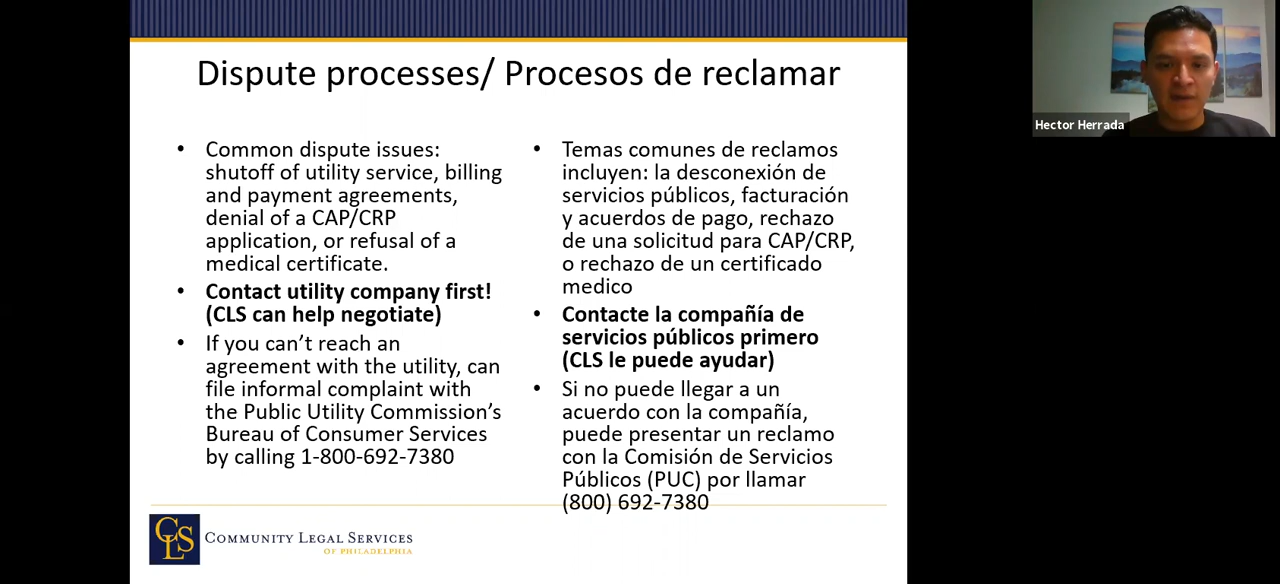 Dispute processes/ Procesos de reclamar
• Common dispute issues:
shutoff of utility service, billing
and payment agreements,
denial of a CAP/CRP
application, or refusal of a
medical certificate.
• Contact utility company first!
(CLS can help negotiate)
• If you can’t reach an
agreement with the utility, can
file informal complaint with
the Public Utility Commission’s
Bureau of Consumer Services
by calling 1-800-692-7380
• Temas comunes de reclamos
incluyen: la desconexión de
servicios públicos, facturación
y acuerdos de pago, rechazo
de una solicitud para CAP/CRP,
o rechazo de un certificado
medico
• Contacte la compañía de
servicios públicos primero
(CLS le puede ayudar)
• Si no puede llegar a un
acuerdo con la compañía,
puede presentar un reclamo
con la Comisión de Servicios
Públicos (PUC) por llamar
(800) 692-7380
CLS
COMMUNITY LEGAL SERVICES
OF PHILADELPHIA
Hector Herrada